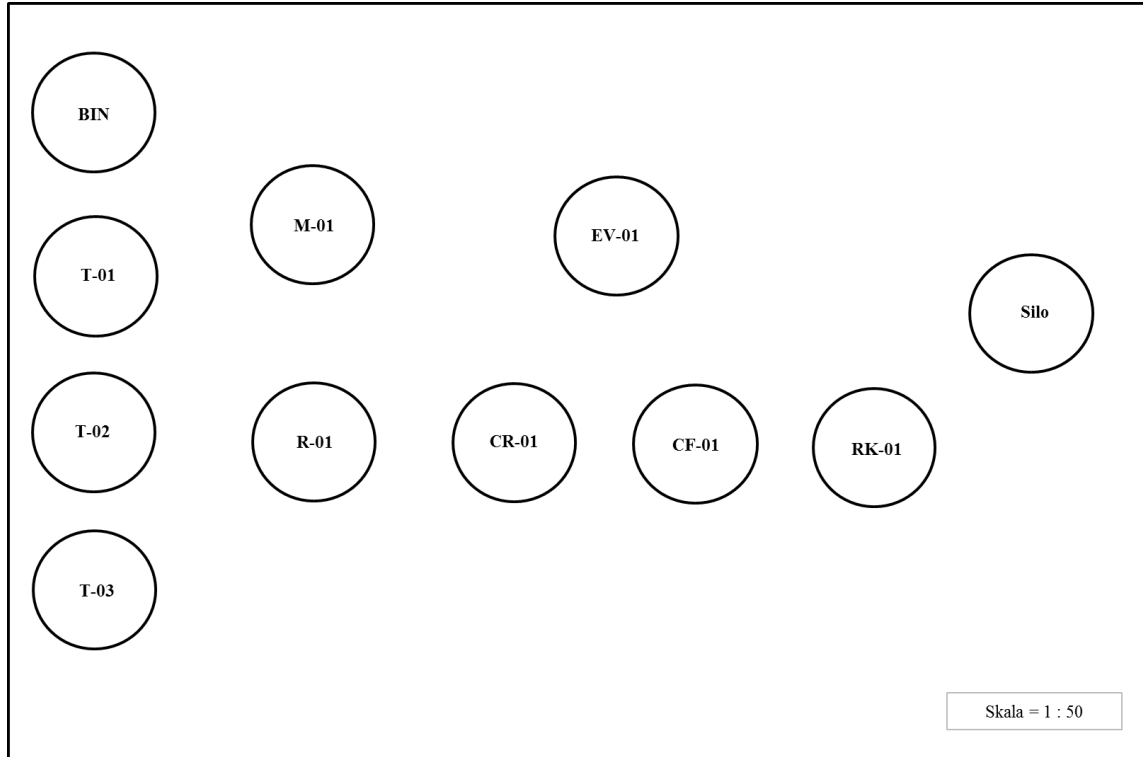 BIN
M-01
EV-01
T-01
Silo
T-02
R-01
CR-01
CF-01
RK-01
T-03
Skala = 1 : 50